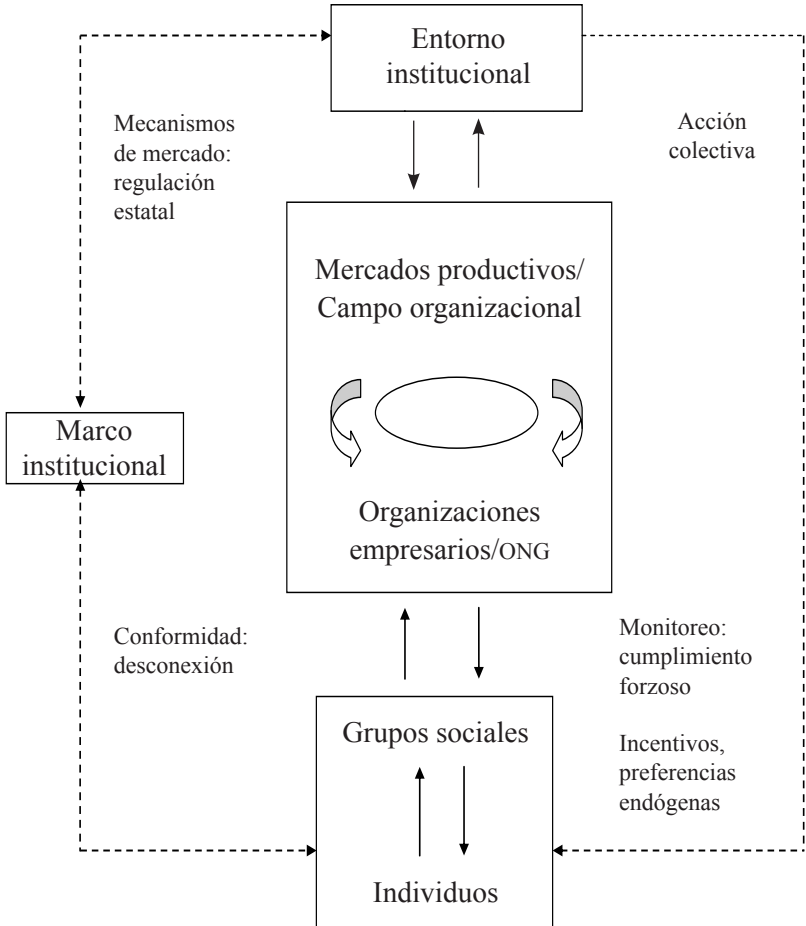 Entorno
institucional
Mecanismos
de mercado:
regulación
estatal
Acción
colectiva
Mercados productivos/
Campo organizacional
Marco
institucional
Organizaciones
empresarios/ONG
Conformidad:
desconexión
Monitoreo:
cumplimiento
forzoso
Incentivos,
preferencias
endógenas
Grupos sociales
Individuos